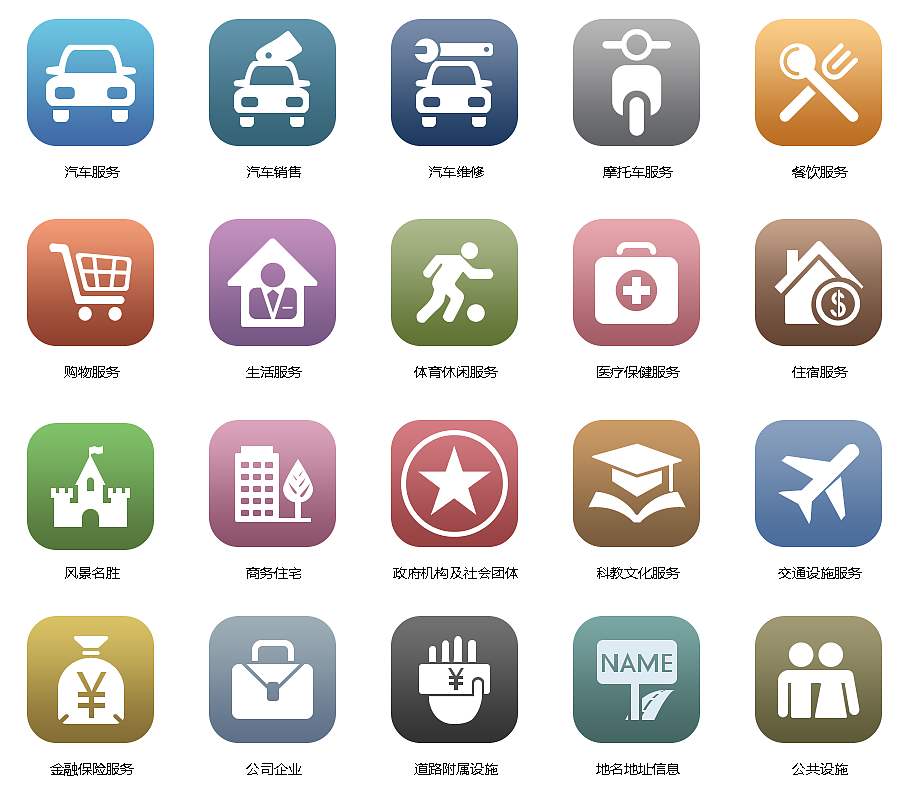 汽车服务
汽车销售
汽车维修
摩托车服务
餐饮服务
购物服务
生活服务
体育休闲服务
医疗保健服务
$
住宿服务
风景名胜
商务住宅
政府机构及社会团体
科教文化服务
交通设施服务
¥
金融保险服务
公司企业
¥
道路附属设施
NAME
地名地址信息
公共设施